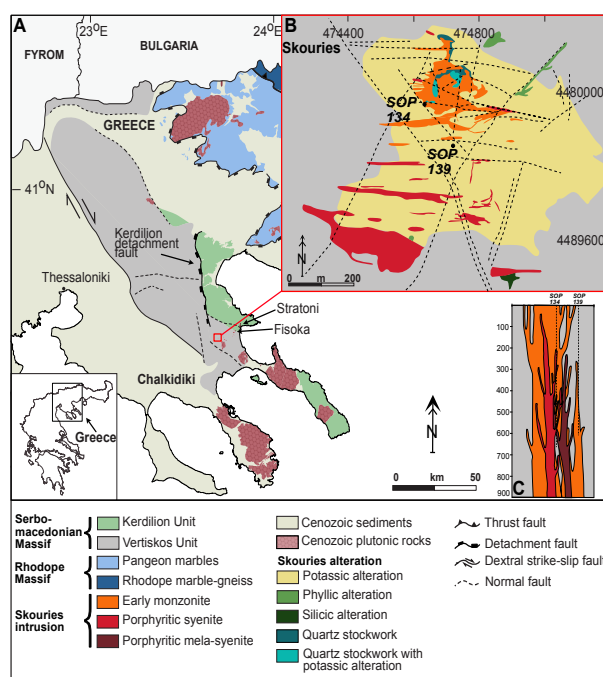 A
23°E
24°E
FYROM
BULGARIA
GREECE
41°N
Kerdilion
detachment
fault
Thessaloniki
Stratoni
Fisoka
Chalkidiki
Greece
N
0 km 50
B
474400
474800
Skouries
4480000
SOP
134
SOP
139
4489600
N
0 m 200
SOP
134
SOP
139
100
200
300
400
500
600
700
800
900
C
Serbo-
macedonian
Massif
Kerdilion Unit
Vertiskos Unit
Rhodope
Massif
Pangeon marbles
Rhodope marble-gneiss
Skouries
intrusion
Early monzonite
Porphyritic syenite
Porphyritic mela-syenite
Cenozoic sediments
Cenozoic plutonic rocks
Skouries alteration
Potassic alteration
Phyllic alteration
Silicic alteration
Quartz stockwork
Quartz stockwork with
potassic alteration
Thrust fault
Detachment fault
Dextral strike-slip fault
Normal fault